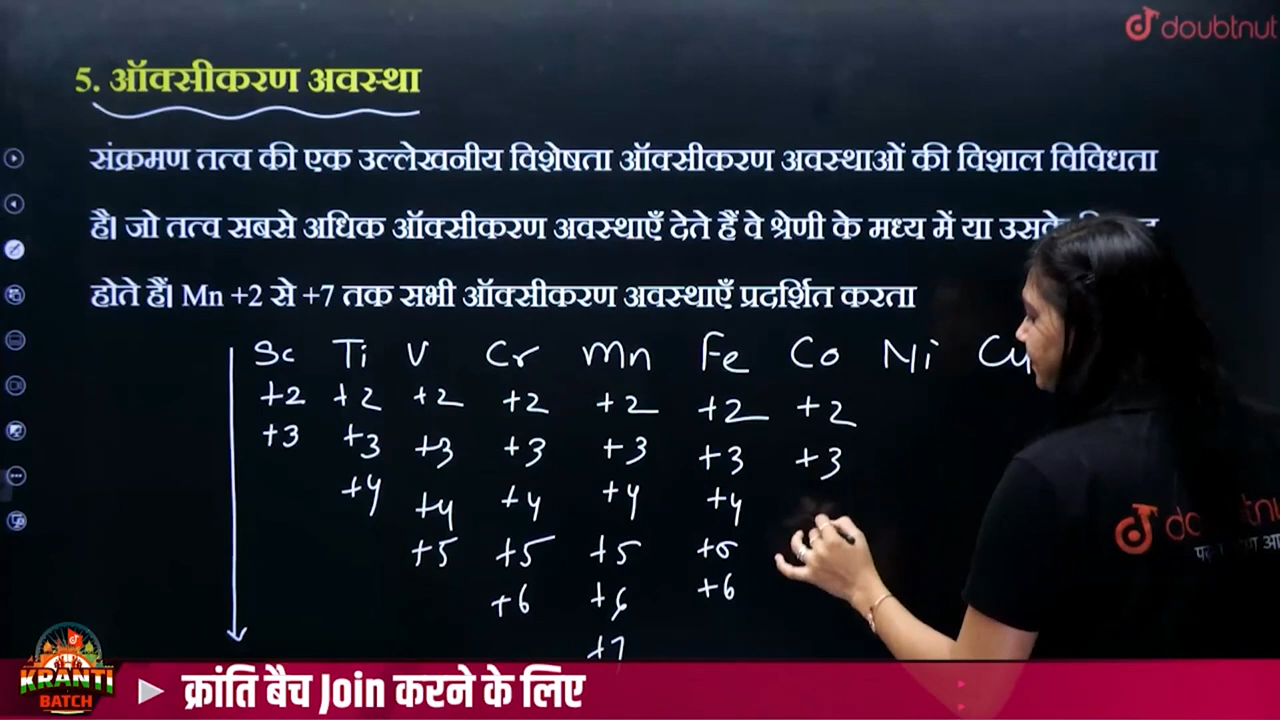 doubtnut
5. ऑक्सीकरण अवस्था
संक्रमण तत्व की एक उल्लेखनीय विशेषता ऑक्सीकरण अवस्थाओं की विशाल विविधता
है। जो तत्व सबसे अधिक ऑक्सीकरण अवस्थाएँ देते हैं वे श्रेणी के मध्य में या
होते हैं। Mn +2 से +7 तक सभी ऑक्सीकरण अवस्थाएँ प्रदर्शित करता
Sc Ti V Cr Mn Fe Co Ni
+2 +2 +2 +2 +2 +2 +2
+3 +3 +3 +3 +3 +3 +3
+4 +4 +4 +4 +4
+5 +5 +5
+6 +6 +6
+7
KRANTI
BATCH
क्रांति बैच Join करने के लिए